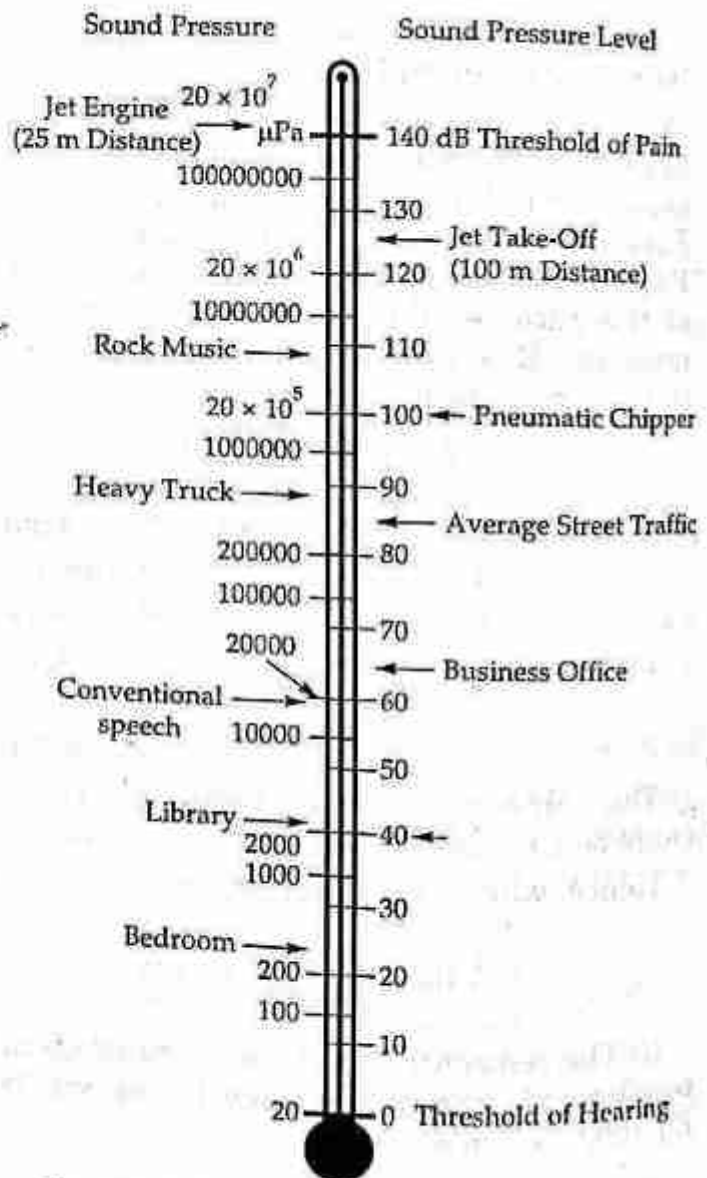 Sound Pressure
Sound Pressure Level
Jet Engine
(25 m Distance)
20 × 10⁷
μPa
140 dB Threshold of Pain
100000000
130
Jet Take-Off
(100 m Distance)
20 × 10⁶
120
10000000
Rock Music
110
20 × 10⁵
100
Pneumatic Chipper
1000000
Heavy Truck
90
Average Street Traffic
200000
80
100000
70
20000
Business Office
Conventional
speech
60
10000
50
Library
40
2000
1000
30
Bedroom
200
20
100
10
20
0 Threshold of Hearing